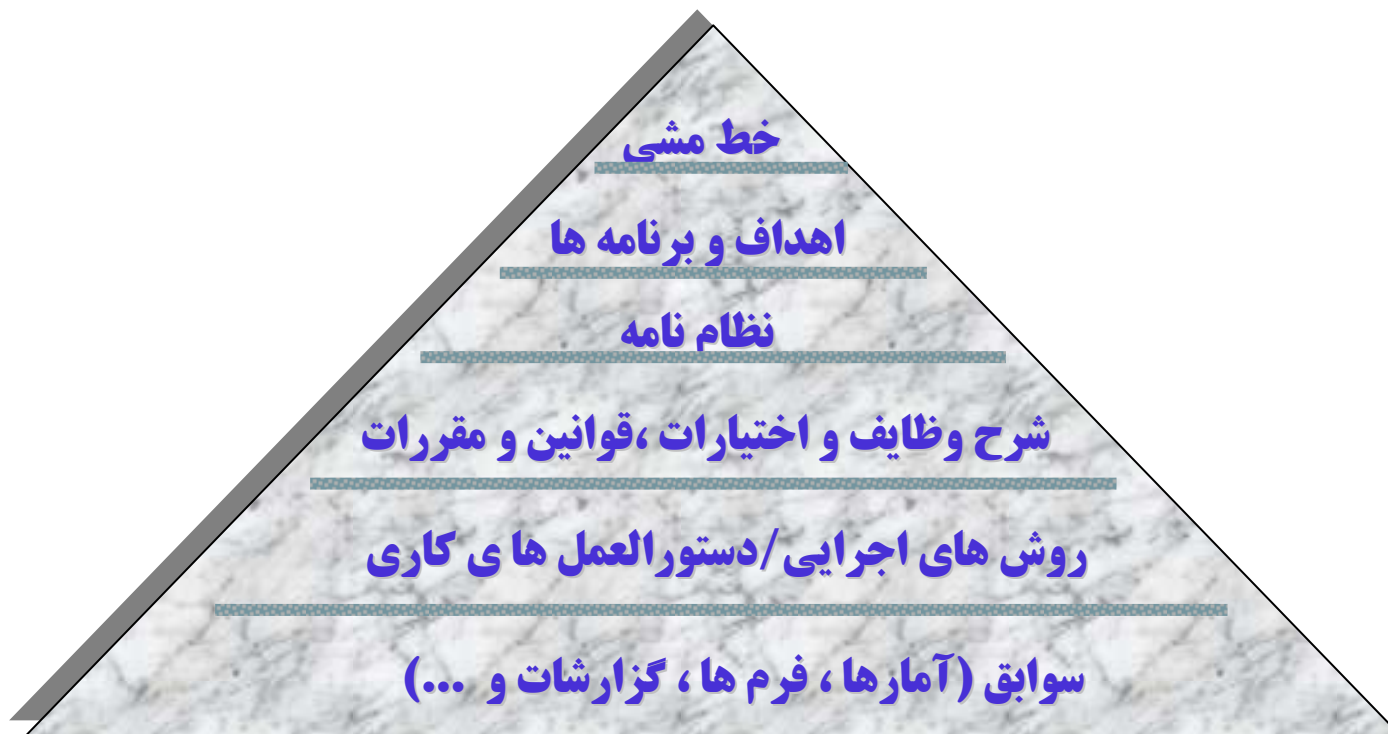 خط مشی
اهداف و برنامه ها
نظام نامه
شرح وظایف و اختیارات ،قوانین و مقررات
روش های اجرایی/دستورالعمل ها ی کاری
سوابق (آمارها ، فرم ها ، گزارشات و ...)